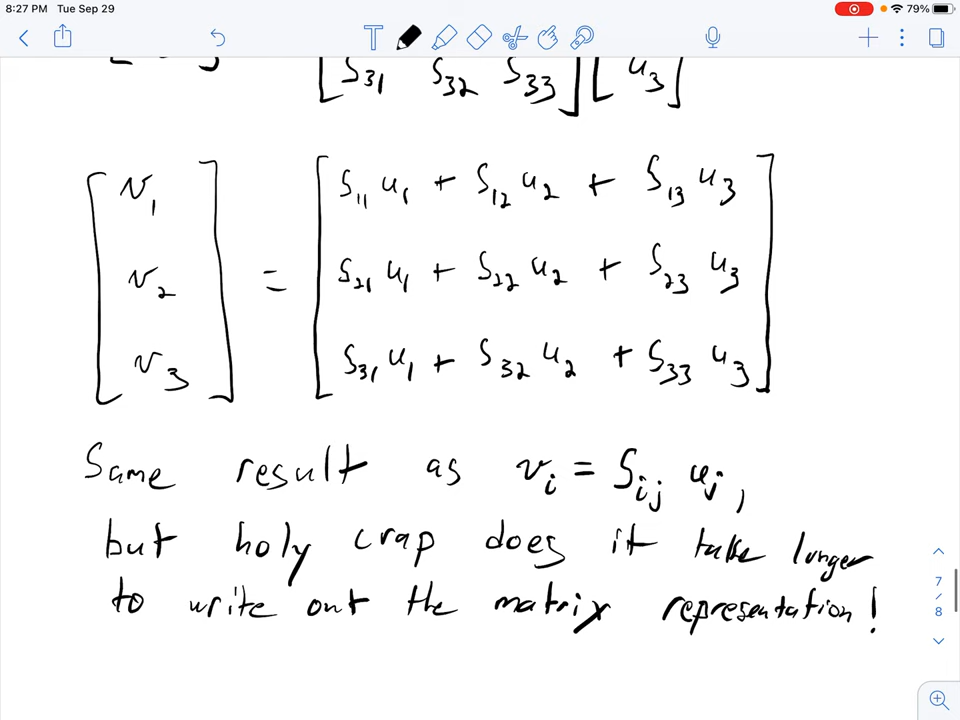 8:27 PM Tue Sep 29 79%
T
[S31 S32 S33] [u3]
[v1] = [S11 u1 + S12 u2 + S13 u3]
[v2] = [S21 u1 + S22 u2 + S23 u3]
[v3] = [S31 u1 + S32 u2 + S33 u3]
Same result as vi = Sij uj,
but holy crap does it take longer
to write out the matrix representation!
7
/
8